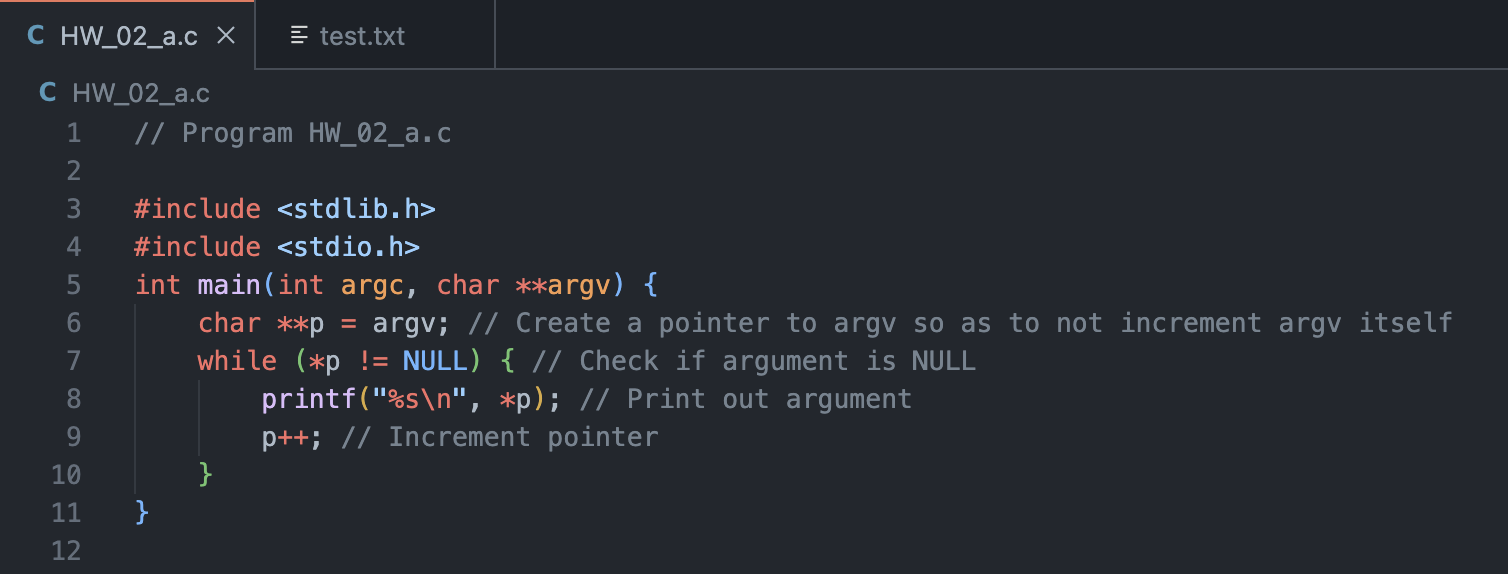 C HW_02_a.c × test.txt
C HW_02_a.c
1 // Program HW_02_a.c
2
3 #include <stdlib.h>
4 #include <stdio.h>
5 int main(int argc, char **argv) {
6     char **p = argv; // Create a pointer to argv so as to not increment argv itself
7     while (*p != NULL) { // Check if argument is NULL
8         printf("%s\n", *p); // Print out argument
9         p++; // Increment pointer
10     }
11 }
12